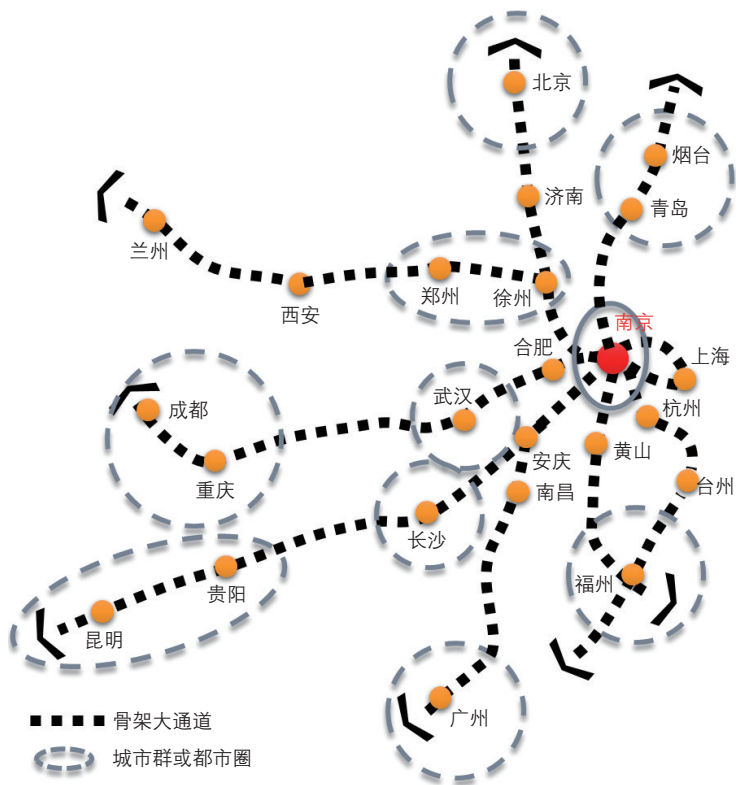 北京
烟台
济南
青岛
兰州
郑州
徐州
西安
南京
合肥
上海
武汉
成都
杭州
安庆
黄山
重庆
南昌
台州
长沙
贵阳
福州
昆明
广州
骨架大通道
城市群或都市圈